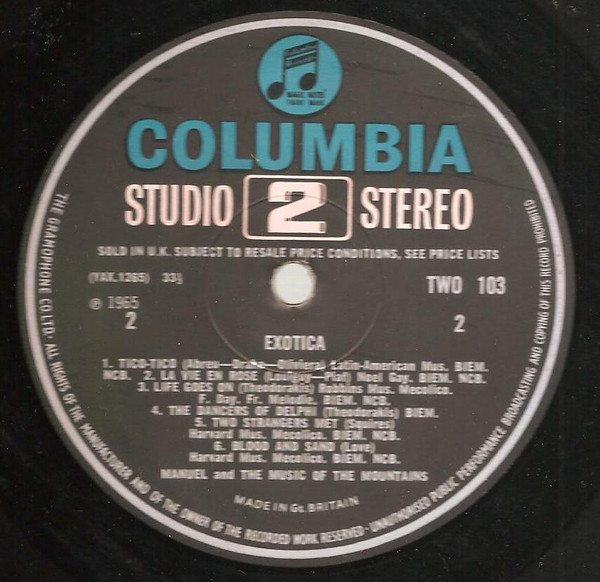 MAGIC NOTES
TRADE MARK
COLUMBIA
STUDIO 2 STEREO
SOLD IN U.K. SUBJECT TO RESALE PRICE CONDITIONS, SEE PRICE LISTS
(YAX.1265) 33⅓
TWO 103
℗ 1965
2
2
EXOTICA
1. TICO-TICO (Abreu—Drake—Oliviera) Latin-American Mus. BIEM.
NCB. 2. LA VIE EN ROSE (Louiguy—Piaf) Noel Gay. BIEM. NCB.
3. LIFE GOES ON (Theodorakis) Robbins Mus. Mecolico.
F. Day. Fr. Melodie. BIEM. NCB.
4. THE DANCERS OF DELPHI (Theodorakis) BIEM.
5. TWO STRANGERS MET (Squires)
Harvard Mus. Mecolico. BIEM. NCB.
6. BLOOD AND SAND (Love)
Harvard Mus. Mecolico. BIEM. NCB.
MANUEL and THE MUSIC OF THE MOUNTAINS
MADE IN Gt. BRITAIN
THE GRAMOPHONE CO. LTD. · ALL RIGHTS OF THE MANUFACTURER AND OF THE OWNER OF THE RECORDED WORK RESERVED · UNAUTHORISED PUBLIC PERFORMANCE BROADCASTING AND COPYING OF THIS RECORD PROHIBITED